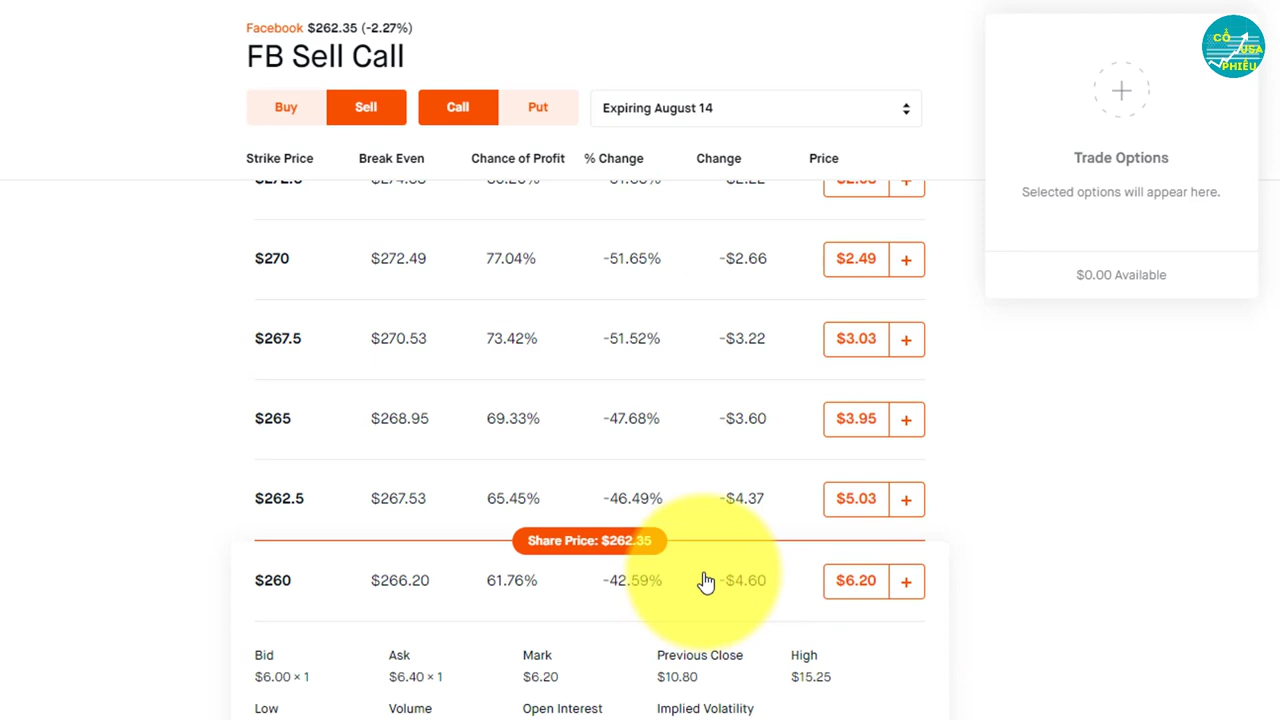 Facebook $262.35 (-2.27%)
FB Sell Call
Buy Sell Call Put Expiring August 14
Strike Price Break Even Chance of Profit % Change Change Price
$270 $272.49 77.04% -51.65% -$2.66 $2.49 +
$267.5 $270.53 73.42% -51.52% -$3.22 $3.03 +
$265 $268.95 69.33% -47.68% -$3.60 $3.95 +
$262.5 $267.53 65.45% -46.49% -$4.37 $5.03 +
Share Price: $262.35
$260 $266.20 61.76% -42.59% -$4.60 $6.20 +
Bid Ask Mark Previous Close High
$6.00 × 1 $6.40 × 1 $6.20 $10.80 $15.25
Low Volume Open Interest Implied Volatility
Trade Options
Selected options will appear here.
$0.00 Available
CỔ
USA
PHIẾU